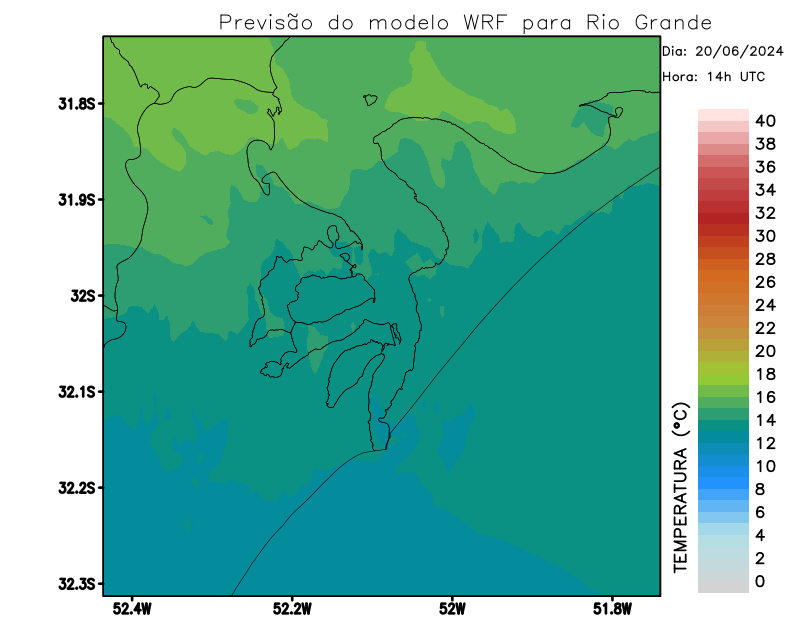 Previsão do modelo WRF para Rio Grande
Dia: 20/06/2024
Hora: 14h UTC
31.8S
31.9S
32S
32.1S
32.2S
32.3S
52.4W
52.2W
52W
51.8W
40
38
36
34
32
30
28
26
24
22
20
18
16
14
12
10
8
6
4
2
0
TEMPERATURA (°C)